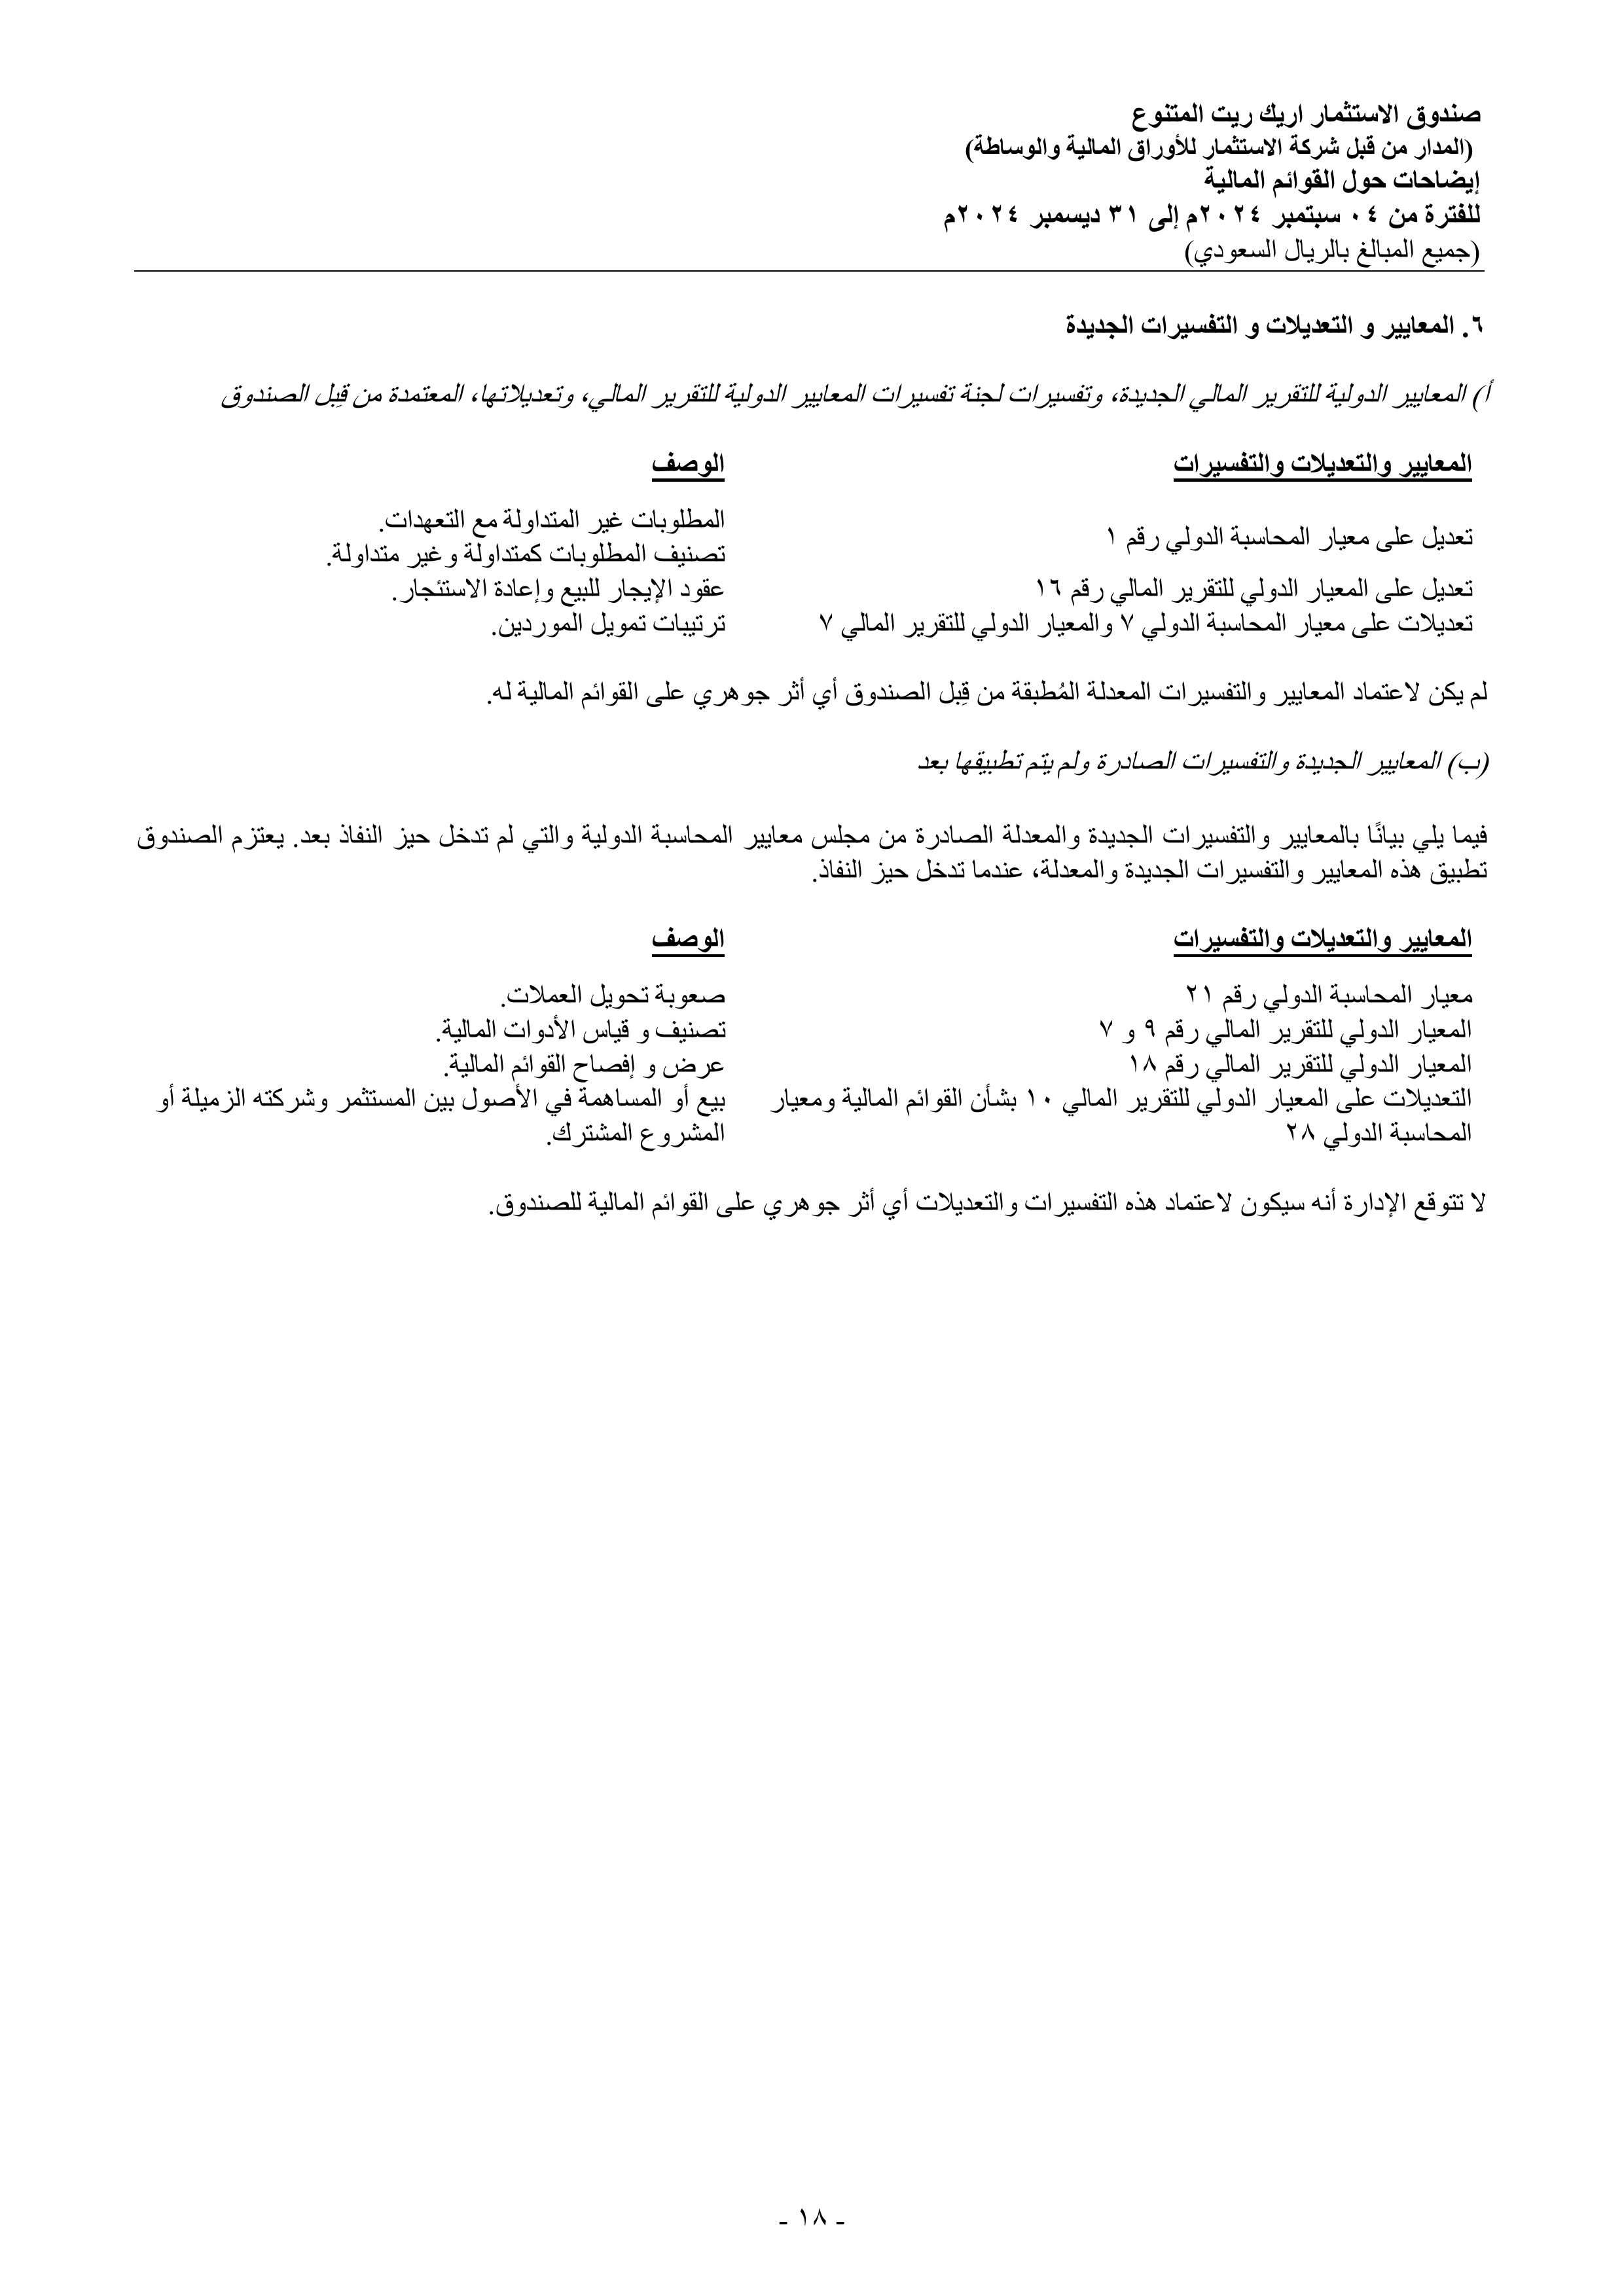 صندوق الاستثمار اريك ريت المتنوع
(المدار من قبل شركة الاستثمار للأوراق المالية والوساطة)
إيضاحات حول القوائم المالية
للفترة من ٠٤ سبتمبر ٢٠٢٤م إلى ٣١ ديسمبر ٢٠٢٤م
(جميع المبالغ بالريال السعودي)
٦. المعايير و التعديلات و التفسيرات الجديدة
أ) المعايير الدولية للتقرير المالي الجديدة، وتفسيرات لجنة تفسيرات المعايير الدولية للتقرير المالي، وتعديلاتها، المعتمدة من قِبل الصندوق
المعايير والتعديلات والتفسيرات الوصف
تعديل على معيار المحاسبة الدولي رقم ١ المطلوبات غير المتداولة مع التعهدات.
تصنيف المطلوبات كمتداولة وغير متداولة.
تعديل على المعيار الدولي للتقرير المالي رقم ١٦ عقود الإيجار للبيع وإعادة الاستئجار.
تعديلات على معيار المحاسبة الدولي ٧ والمعيار الدولي للتقرير المالي ٧ ترتيبات تمويل الموردين.
لم يكن لاعتماد المعايير والتفسيرات المعدلة المُطبقة من قِبل الصندوق أي أثر جوهري على القوائم المالية له.
(ب) المعايير الجديدة والتفسيرات الصادرة ولم يتم تطبيقها بعد
فيما يلي بيانًا بالمعايير والتفسيرات الجديدة والمعدلة الصادرة من مجلس معايير المحاسبة الدولية والتي لم تدخل حيز النفاذ بعد. يعتزم الصندوق
تطبيق هذه المعايير والتفسيرات الجديدة والمعدلة، عندما تدخل حيز النفاذ.
المعايير والتعديلات والتفسيرات الوصف
معيار المحاسبة الدولي رقم ٢١ صعوبة تحويل العملات.
المعيار الدولي للتقرير المالي رقم ٩ و ٧ تصنيف و قياس الأدوات المالية.
المعيار الدولي للتقرير المالي رقم ١٨ عرض و إفصاح القوائم المالية.
التعديلات على المعيار الدولي للتقرير المالي ١٠ بشأن القوائم المالية ومعيار بيع أو المساهمة في الأصول بين المستثمر وشركته الزميلة أو
المحاسبة الدولي ٢٨ المشروع المشترك.
لا تتوقع الإدارة أنه سيكون لاعتماد هذه التفسيرات والتعديلات أي أثر جوهري على القوائم المالية للصندوق.
- ١٨ -